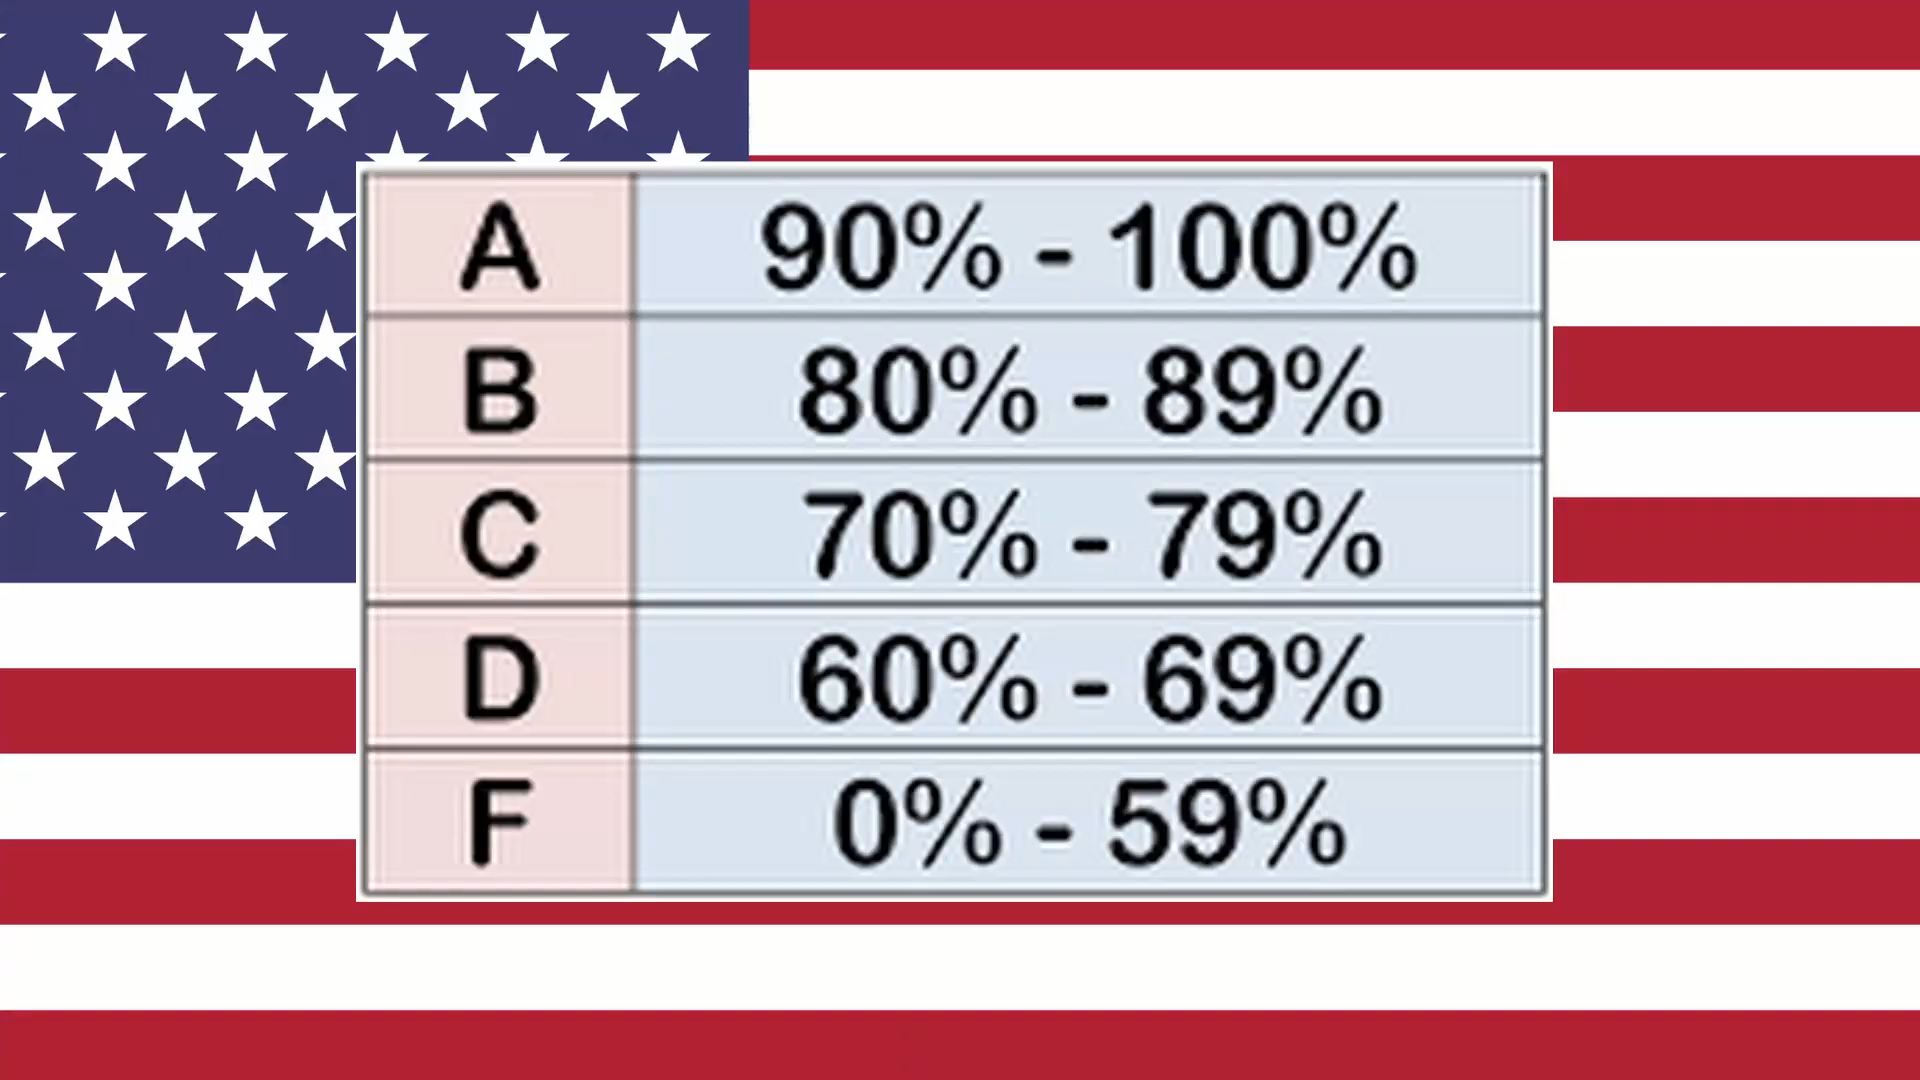 A 90% - 100%
B 80% - 89%
C 70% - 79%
D 60% - 69%
F 0% - 59%